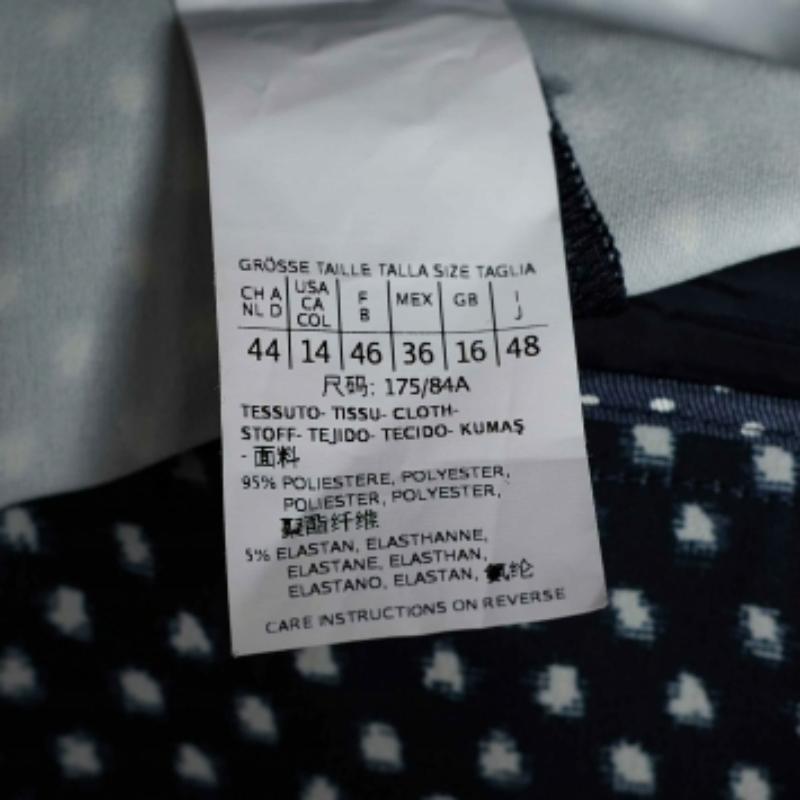 GRÖSSE TAILLE TALLA SIZE TAGLIA
CH A NL D USA CA COL F B MEX GB I J
44 14 46 36 16 48
尺码: 175/84A
TESSUTO- TISSU- CLOTH-
STOFF- TEJIDO- TECIDO- KUMAŞ
- 面料
95% POLIESTERE, POLYESTER,
POLIESTER, POLYESTER,
聚酯纤维
5% ELASTAN, ELASTHANNE,
ELASTANE, ELASTHAN,
ELASTANO, ELASTAN, 氨纶
CARE INSTRUCTIONS ON REVERSE